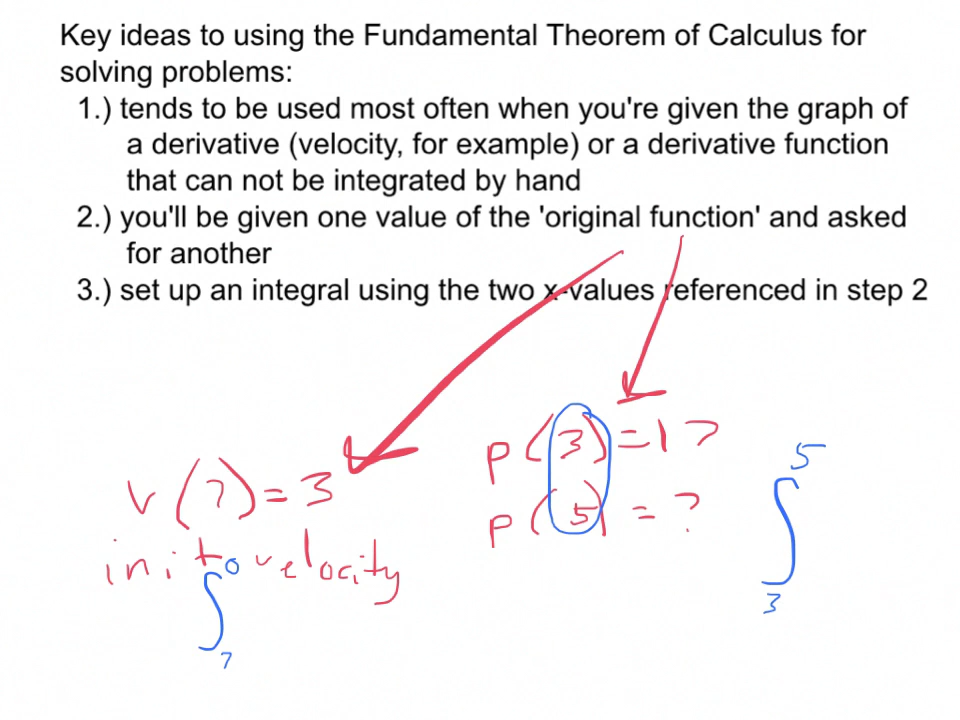 Key ideas to using the Fundamental Theorem of Calculus for
solving problems:
1.) tends to be used most often when you're given the graph of
a derivative (velocity, for example) or a derivative function
that can not be integrated by hand
2.) you'll be given one value of the 'original function' and asked
for another
3.) set up an integral using the two x-values referenced in step 2
p(3)=17
v(7)=3
p(5)=?
init velocity
∫
5
3
∫
0
7